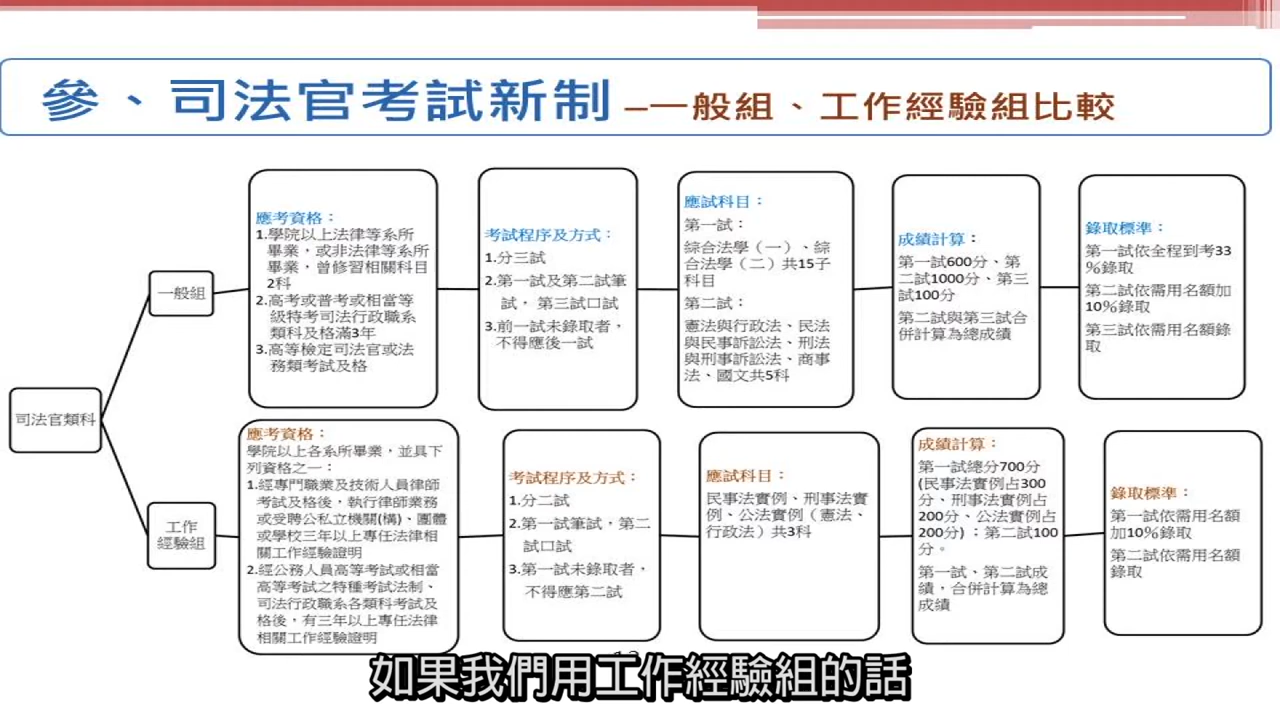 參、司法官考試新制 –一般組、工作經驗組比較
司法官類科
一般組
應考資格：
1.學院以上法律等系所
畢業，或非法律等系所
畢業，曾修習相關科目
2科
2.高考或普考或相當等
級特考司法行政職系
類科及格滿3年
3.高等檢定司法官或法
務類考試及格
考試程序及方式：
1.分三試
2.第一試及第二試筆
試， 第三試口試
3.前一試未錄取者，
不得應後一試
應試科目：
第一試：
綜合法學（一）、綜
合法學（二）共15子
科目
第二試：
憲法與行政法、民法
與民事訴訟法、刑法
與刑事訴訟法、商事
法、國文共5科
成績計算：
第一試600分、第
二試1000分、第三
試100分
第二試與第三試合
併計算為總成績
錄取標準：
第一試依全程到考33
%錄取
第二試依需用名額加
10%錄取
第三試依需用名額錄
取
工作
經驗組
應考資格：
學院以上各系所畢業，並具下
列資格之一：
1.經專門職業及技術人員律師
考試及格後，執行律師業務
或受聘公私立機關(構)、團體
或學校三年以上專任法律相
關工作經驗證明
2.經公務人員高等考試或相當
高等考試之特種考試法制、
司法行政職系各類科考試及
格後，有三年以上專任法律
相關工作經驗證明
考試程序及方式：
1.分二試
2.第一試筆試，第二
試口試
3.第一試未錄取者，
不得應第二試
應試科目：
民事法實例、刑事法實
例、公法實例（憲法、
行政法）共3科
成績計算：
第一試總分700分
(民事法實例占300
分、刑事法實例占
200分、公法實例占
200分)；第二試100
分。
第一試、第二試成
績，合併計算為總
成績
錄取標準：
第一試依需用名額
加10%錄取
第二試依需用名額
錄取
如果我們用工作經驗組的話